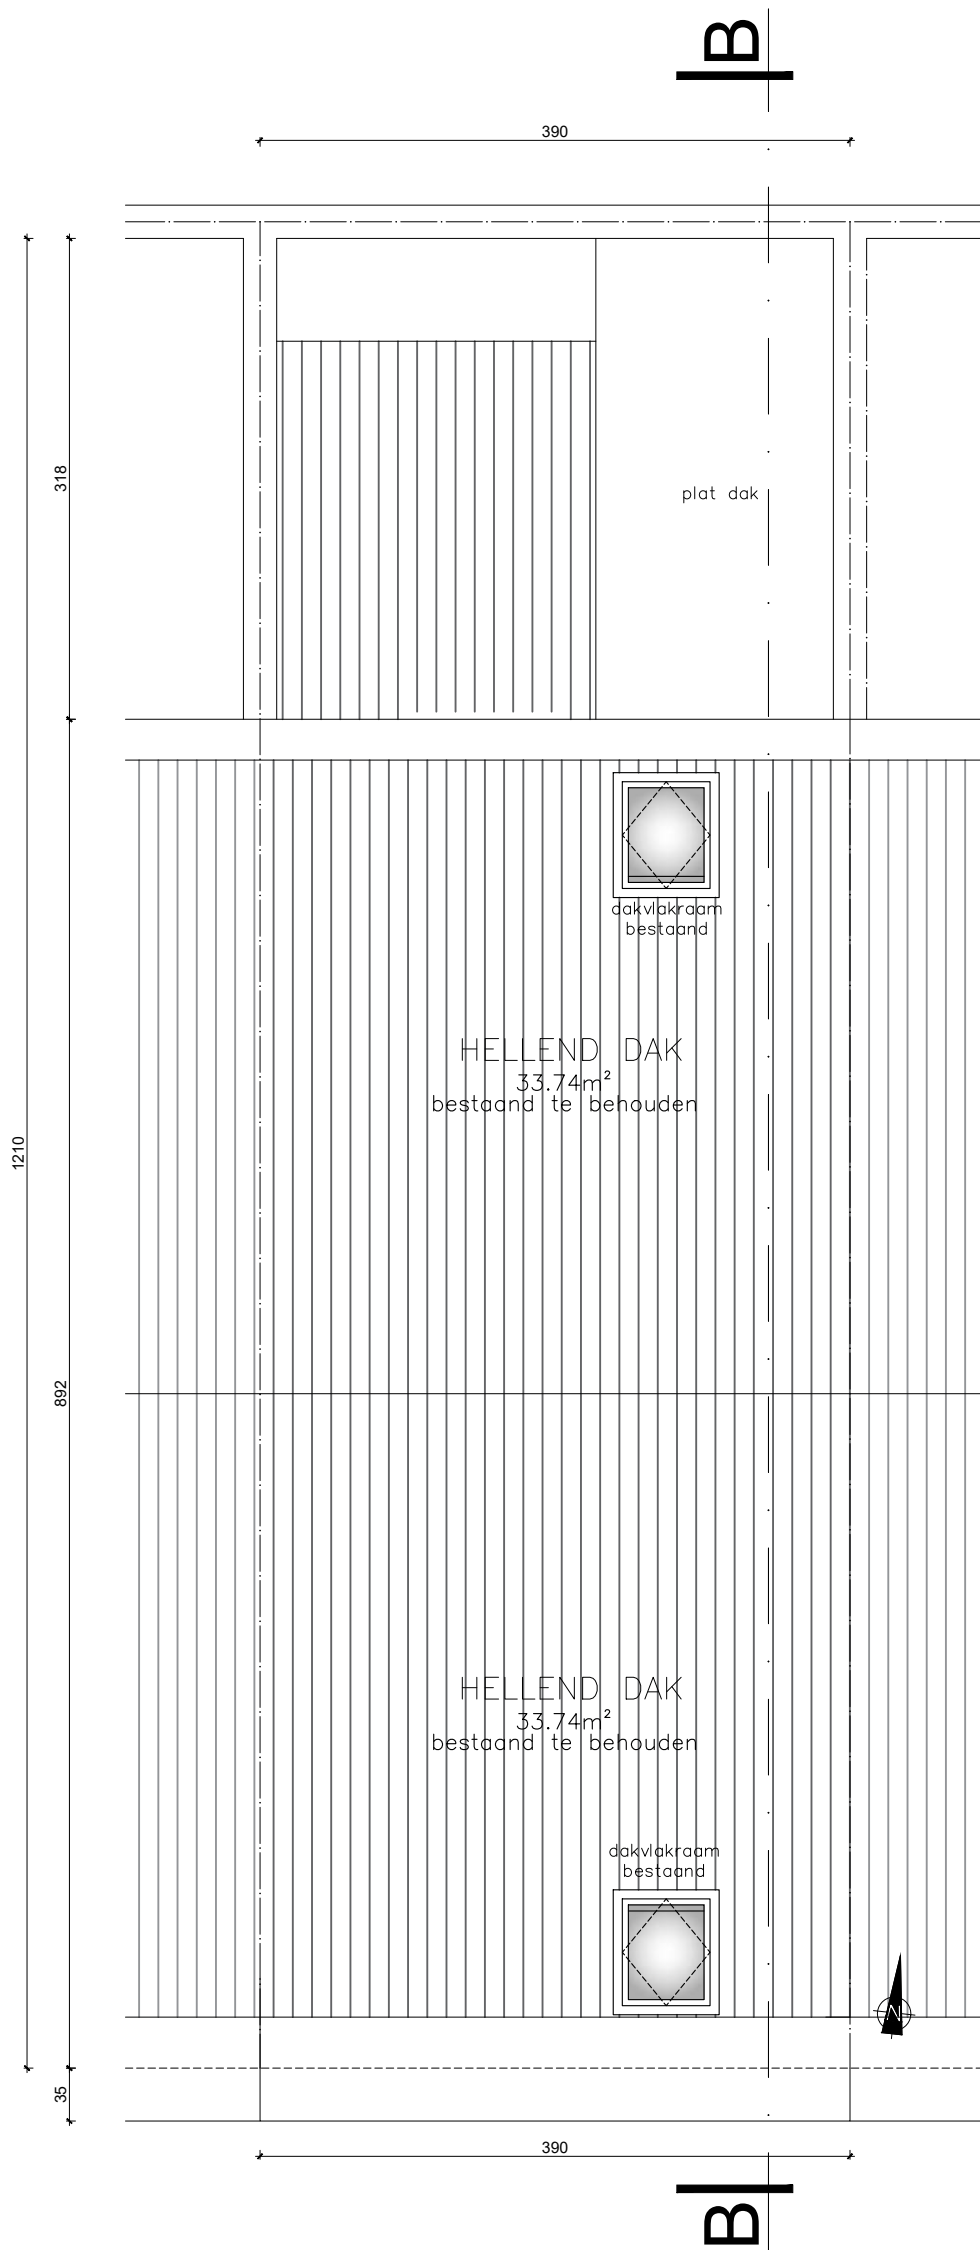 B
390
318
plat dak
dakvlakraam
bestaand
HELLEND DAK
33.74m²
bestaand te behouden
1210
892
HELLEND DAK
33.74m²
bestaand te behouden
dakvlakraam
bestaand
N
35
390
B